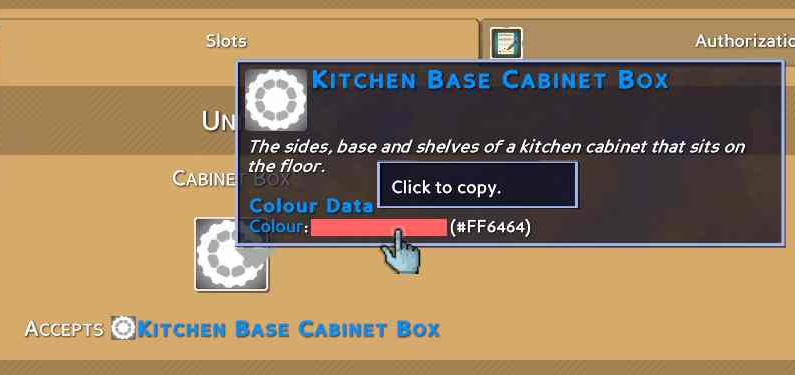 Slots
Authorizatio
KITCHEN BASE CABINET BOX
UN
The sides, base and shelves of a kitchen cabinet that sits on
the floor.
CABINET BOX
Click to copy.
Colour Data
Colour: (#FF6464)
ACCEPTS KITCHEN BASE CABINET BOX